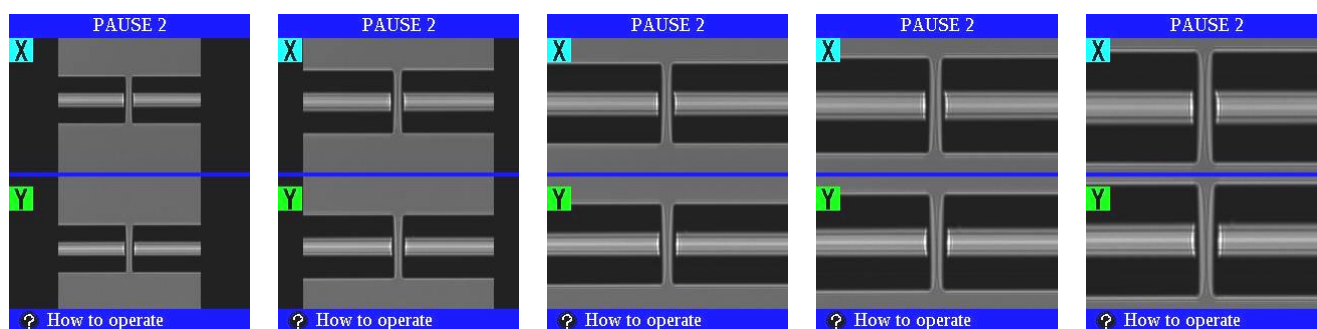 PAUSE 2
X
Y
? How to operate
PAUSE 2
X
Y
? How to operate
PAUSE 2
X
Y
? How to operate
PAUSE 2
X
Y
? How to operate
PAUSE 2
X
Y
? How to operate